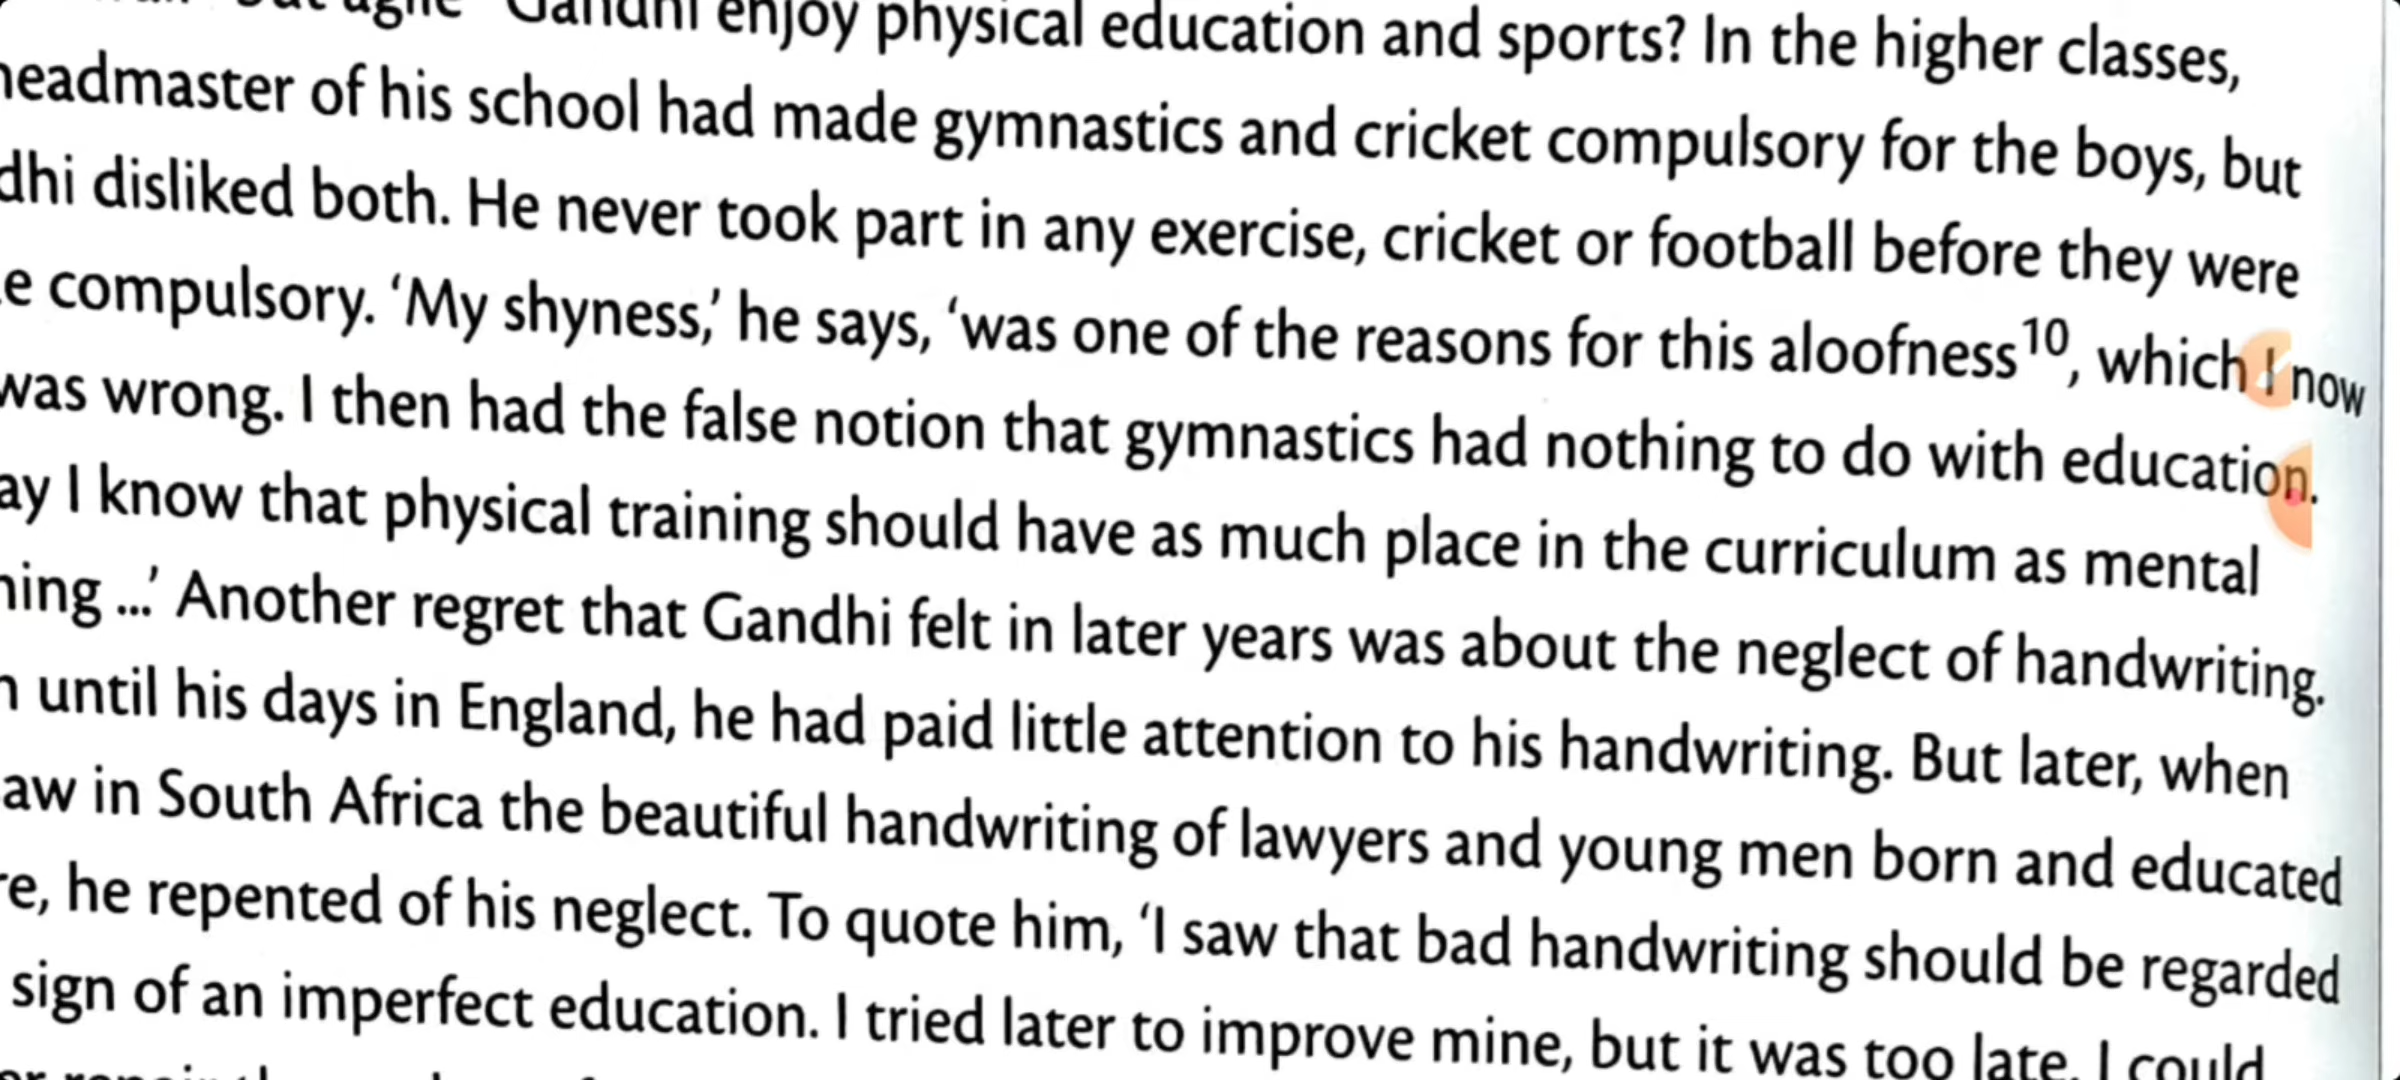 but agile Gandhi enjoy physical education and sports? In the higher classes,
headmaster of his school had made gymnastics and cricket compulsory for the boys, but
dhi disliked both. He never took part in any exercise, cricket or football before they were
e compulsory. ‘My shyness,’ he says, ‘was one of the reasons for this aloofness10, which I now
was wrong. I then had the false notion that gymnastics had nothing to do with education.
ay I know that physical training should have as much place in the curriculum as mental
ning ...’ Another regret that Gandhi felt in later years was about the neglect of handwriting.
n until his days in England, he had paid little attention to his handwriting. But later, when
aw in South Africa the beautiful handwriting of lawyers and young men born and educated
re, he repented of his neglect. To quote him, ‘I saw that bad handwriting should be regarded
sign of an imperfect education. I tried later to improve mine, but it was too late. I could